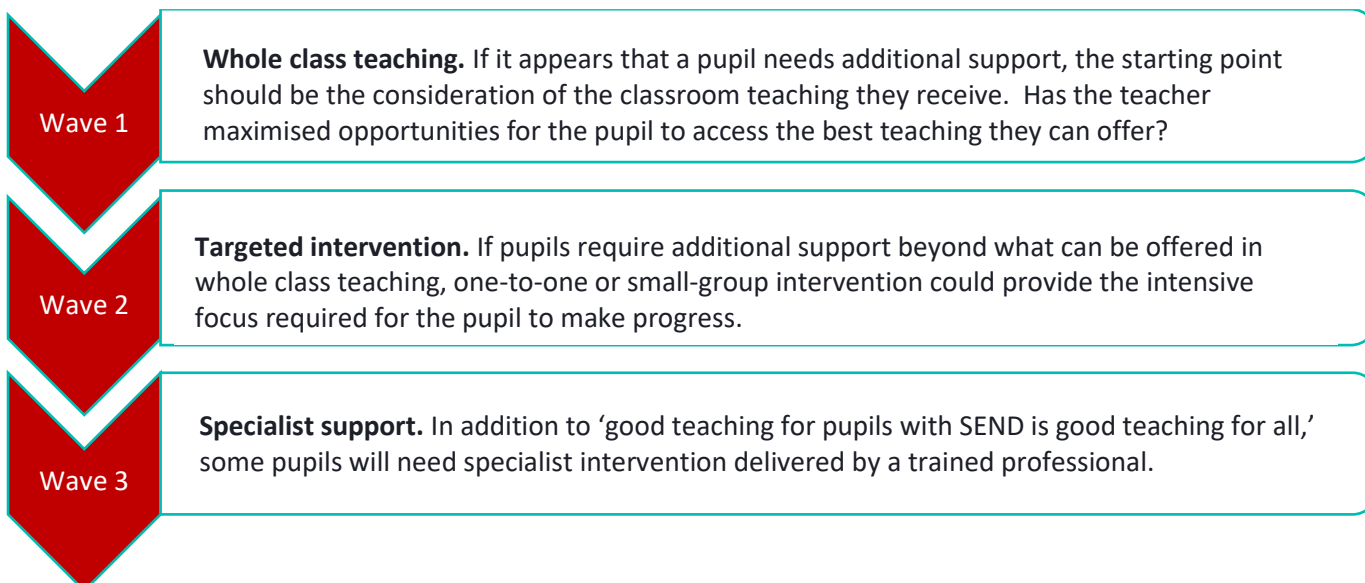 Wave 1
Whole class teaching. If it appears that a pupil needs additional support, the starting point
should be the consideration of the classroom teaching they receive.  Has the teacher
maximised opportunities for the pupil to access the best teaching they can offer?
Wave 2
Targeted intervention. If pupils require additional support beyond what can be offered in
whole class teaching, one-to-one or small-group intervention could provide the intensive
focus required for the pupil to make progress.
Wave 3
Specialist support. In addition to ‘good teaching for pupils with SEND is good teaching for all,’
some pupils will need specialist intervention delivered by a trained professional.